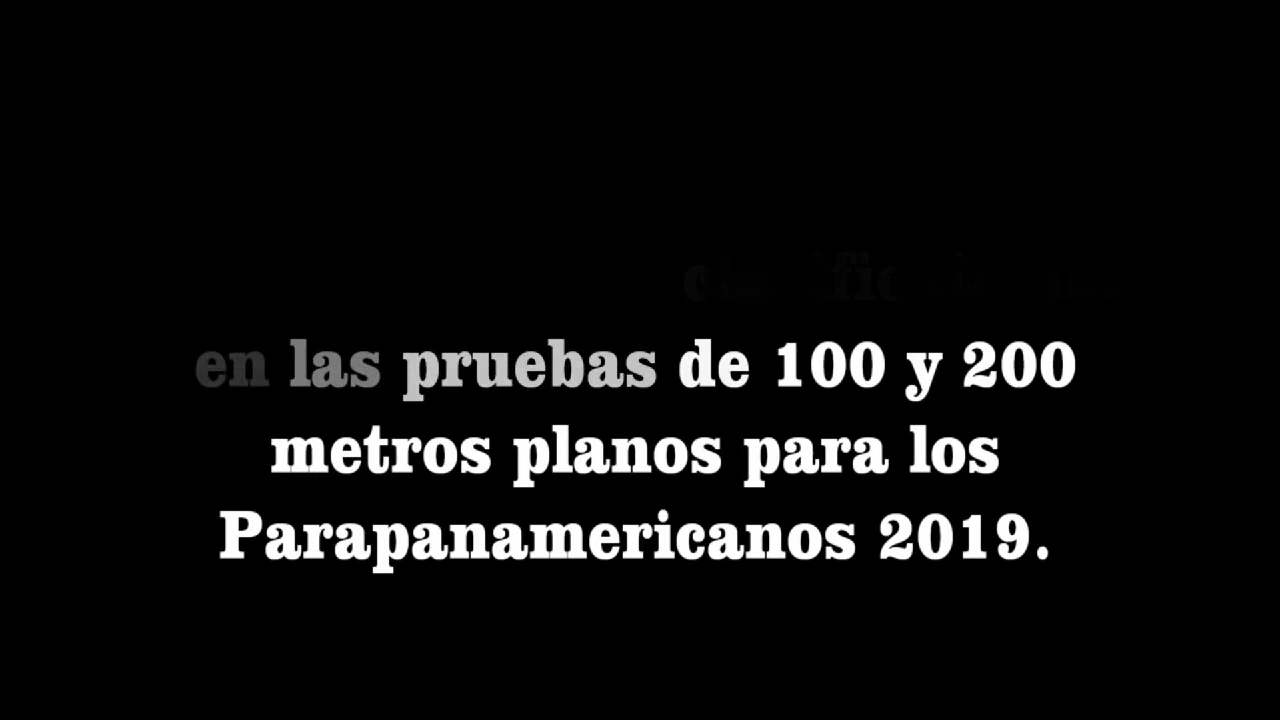 en las pruebas de 100 y 200
metros planos para los
Parapanamericanos 2019.